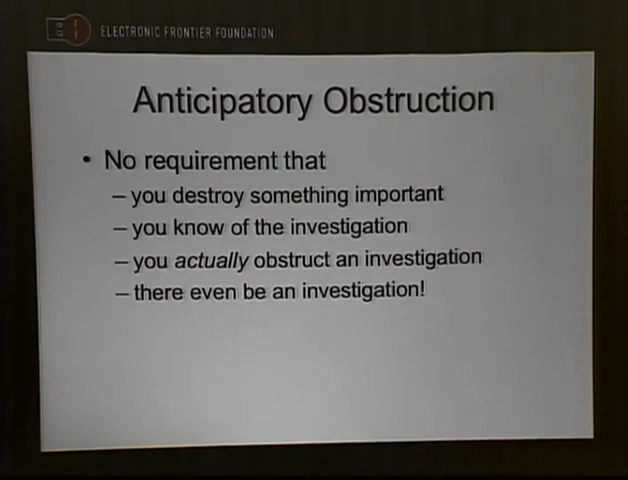 ELECTRONIC FRONTIER FOUNDATION
Anticipatory Obstruction
• No requirement that
– you destroy something important
– you know of the investigation
– you actually obstruct an investigation
– there even be an investigation!